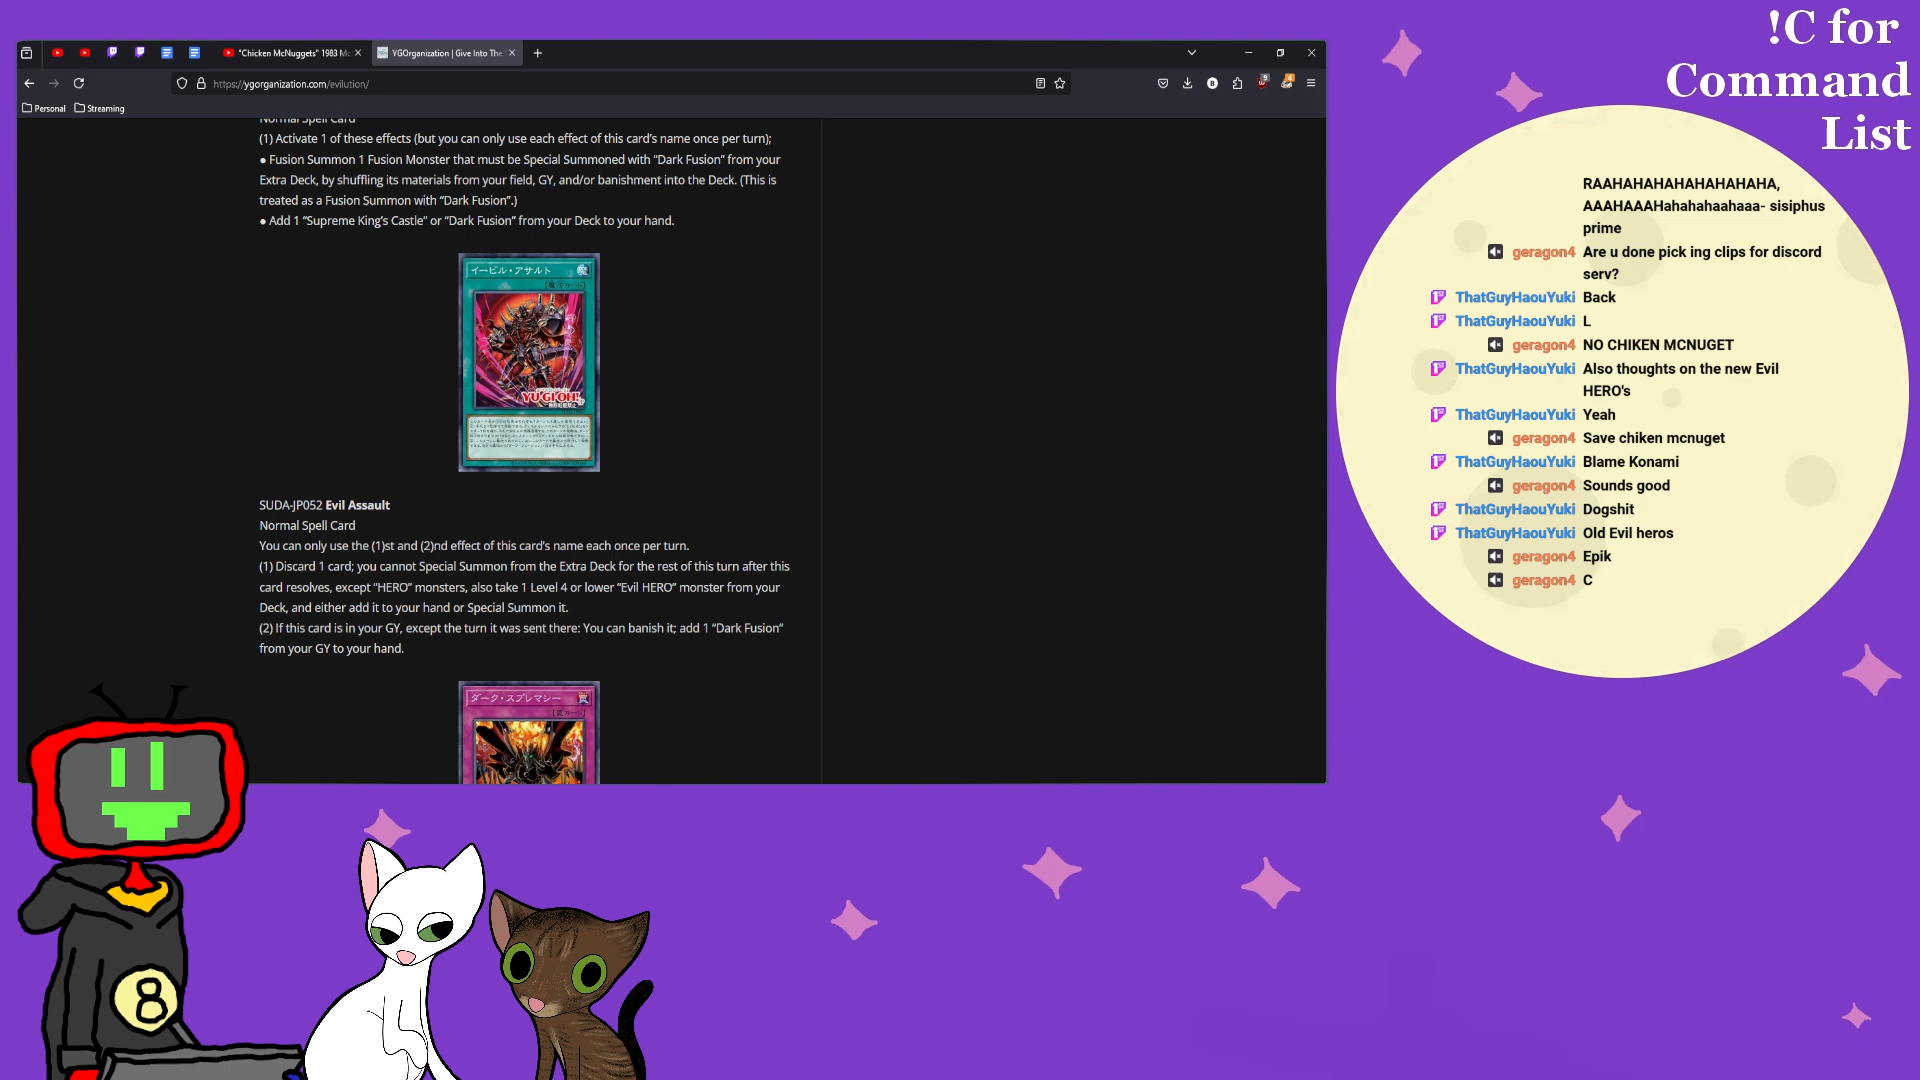 !C for
Command
List
"Chicken McNuggets" 1983 Mc
YGOrganization | Give Into The
https://ygorganization.com/evilution/
Personal
Streaming
Normal Spell Card
(1) Activate 1 of these effects (but you can only use each effect of this card's name once per turn);
● Fusion Summon 1 Fusion Monster that must be Special Summoned with "Dark Fusion" from your
Extra Deck, by shuffling its materials from your field, GY, and/or banishment into the Deck. (This is
treated as a Fusion Summon with "Dark Fusion".)
● Add 1 "Supreme King's Castle" or "Dark Fusion" from your Deck to your hand.
イービル・アサルト
【魔法カード】
YU-GI-OH!
SUDA-JP052 Evil Assault
Normal Spell Card
You can only use the (1)st and (2)nd effect of this card's name each once per turn.
(1) Discard 1 card; you cannot Special Summon from the Extra Deck for the rest of this turn after this
card resolves, except "HERO" monsters, also take 1 Level 4 or lower "Evil HERO" monster from your
Deck, and either add it to your hand or Special Summon it.
(2) If this card is in your GY, except the turn it was sent there: You can banish it; add 1 "Dark Fusion"
from your GY to your hand.
ダーク・スプレマシー
【罠カード】
RAAHAHAHAHAHAHAHA,
AAAHAAAHahahahaahaaa- sisiphus
prime
geragon4 Are u done pick ing clips for discord
serv?
ThatGuyHaouYuki Back
ThatGuyHaouYuki L
geragon4 NO CHIKEN MCNUGET
ThatGuyHaouYuki Also thoughts on the new Evil
HERO's
ThatGuyHaouYuki Yeah
geragon4 Save chiken mcnuget
ThatGuyHaouYuki Blame Konami
geragon4 Sounds good
ThatGuyHaouYuki Dogshit
ThatGuyHaouYuki Old Evil heros
geragon4 Epik
geragon4 C
8